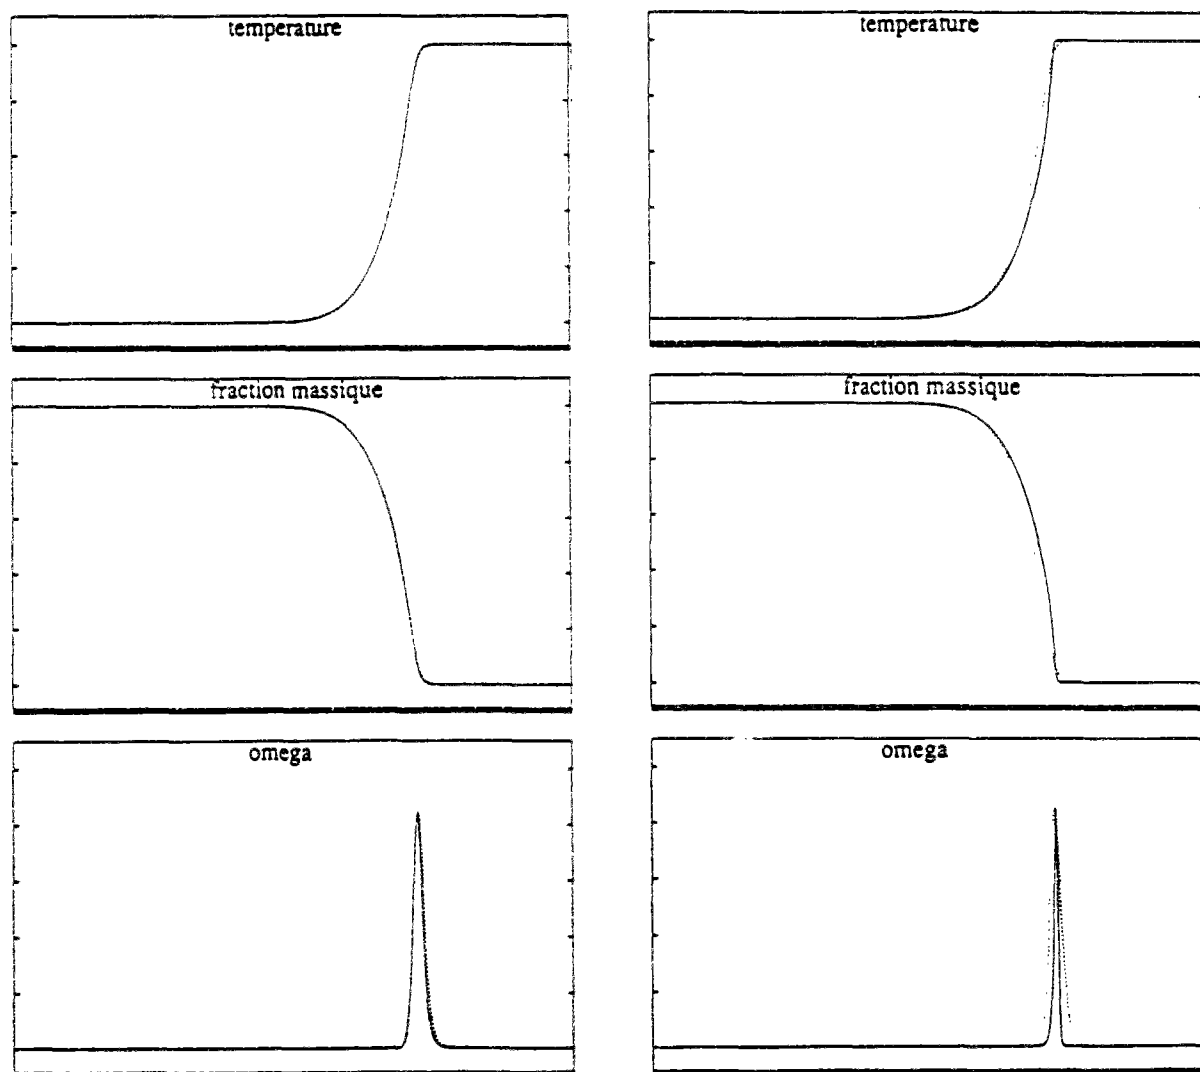 temperature
temperature
fraction massique
fraction massique
omega
omega